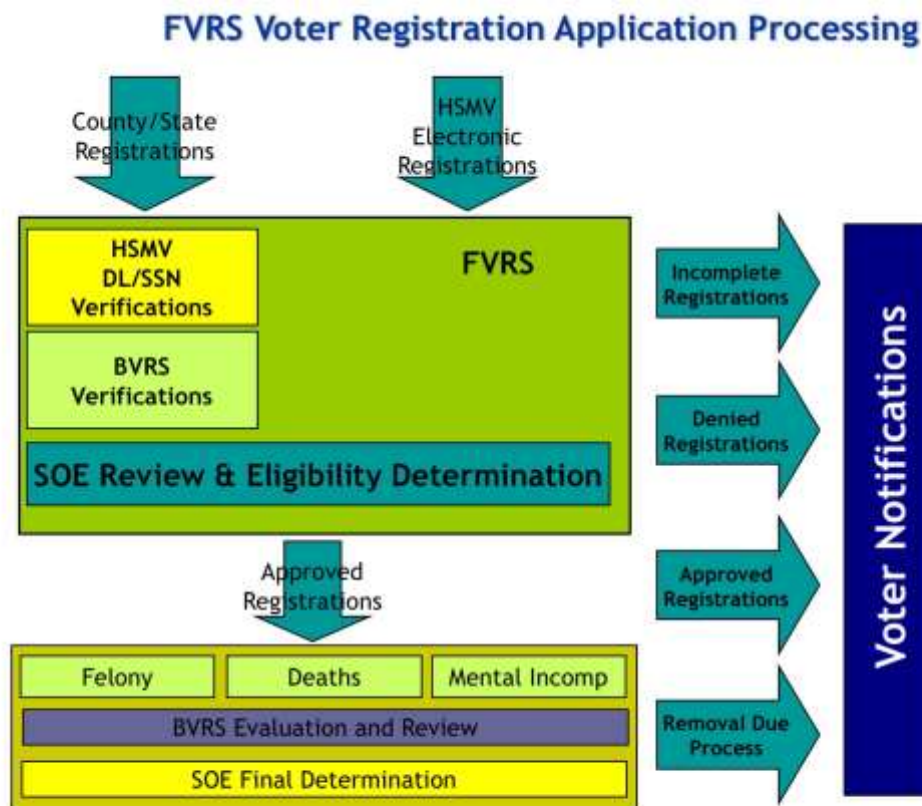 FVRS Voter Registration Application Processing
County/State
Registrations
HSMV
Electronic
Registrations
HSMV
DL/SSN
Verifications
FVRS
BVRS
Verifications
SOE Review & Eligibility Determination
Incomplete
Registrations
Denied
Registrations
Approved
Registrations
Approved
Registrations
Felony
Deaths
Mental Incomp
BVRS Evaluation and Review
SOE Final Determination
Removal Due
Process
Voter Notifications